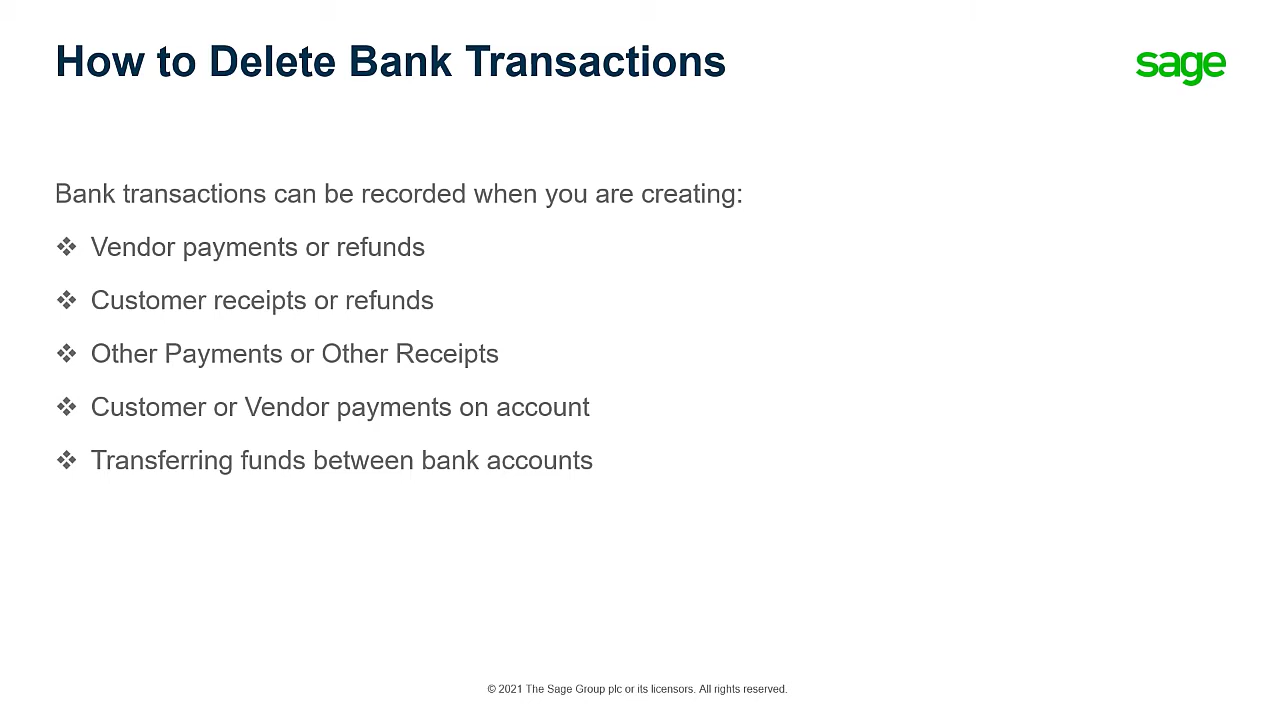 How to Delete Bank Transactions
sage
Bank transactions can be recorded when you are creating:
❖ Vendor payments or refunds
❖ Customer receipts or refunds
❖ Other Payments or Other Receipts
❖ Customer or Vendor payments on account
❖ Transferring funds between bank accounts
© 2021 The Sage Group plc or its licensors. All rights reserved.